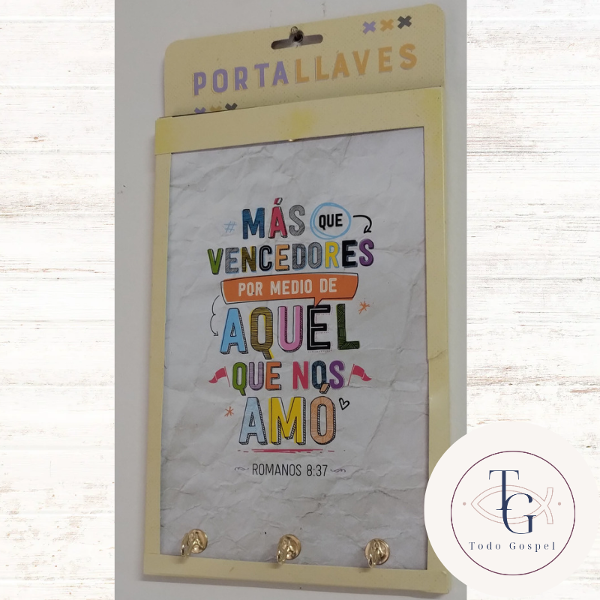 PORTALLAVES
# MÁS QUE
VENCEDORES
POR MEDIO DE
AQUÉL
QUE NOS
AMÓ
ROMANOS 8:37
TG
Todo Gospel